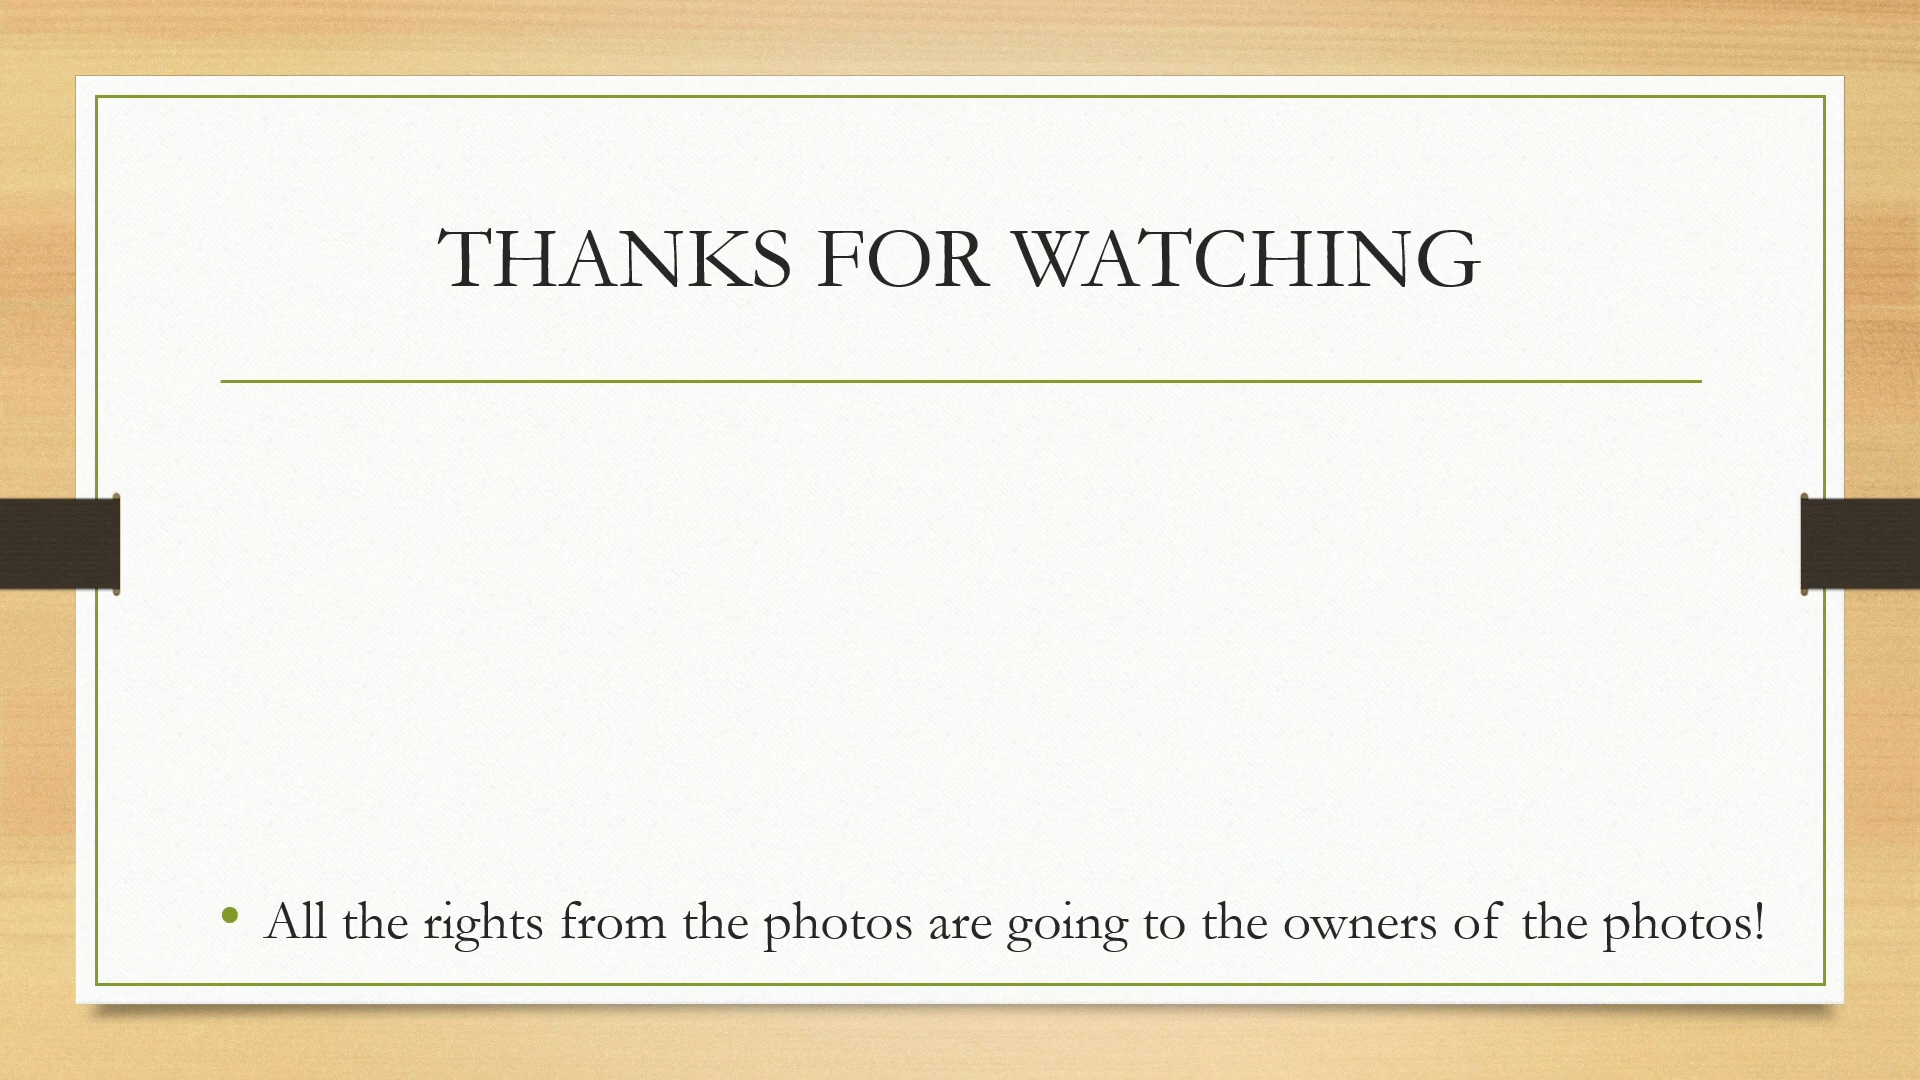 THANKS FOR WATCHING
• All the rights from the photos are going to the owners of the photos!